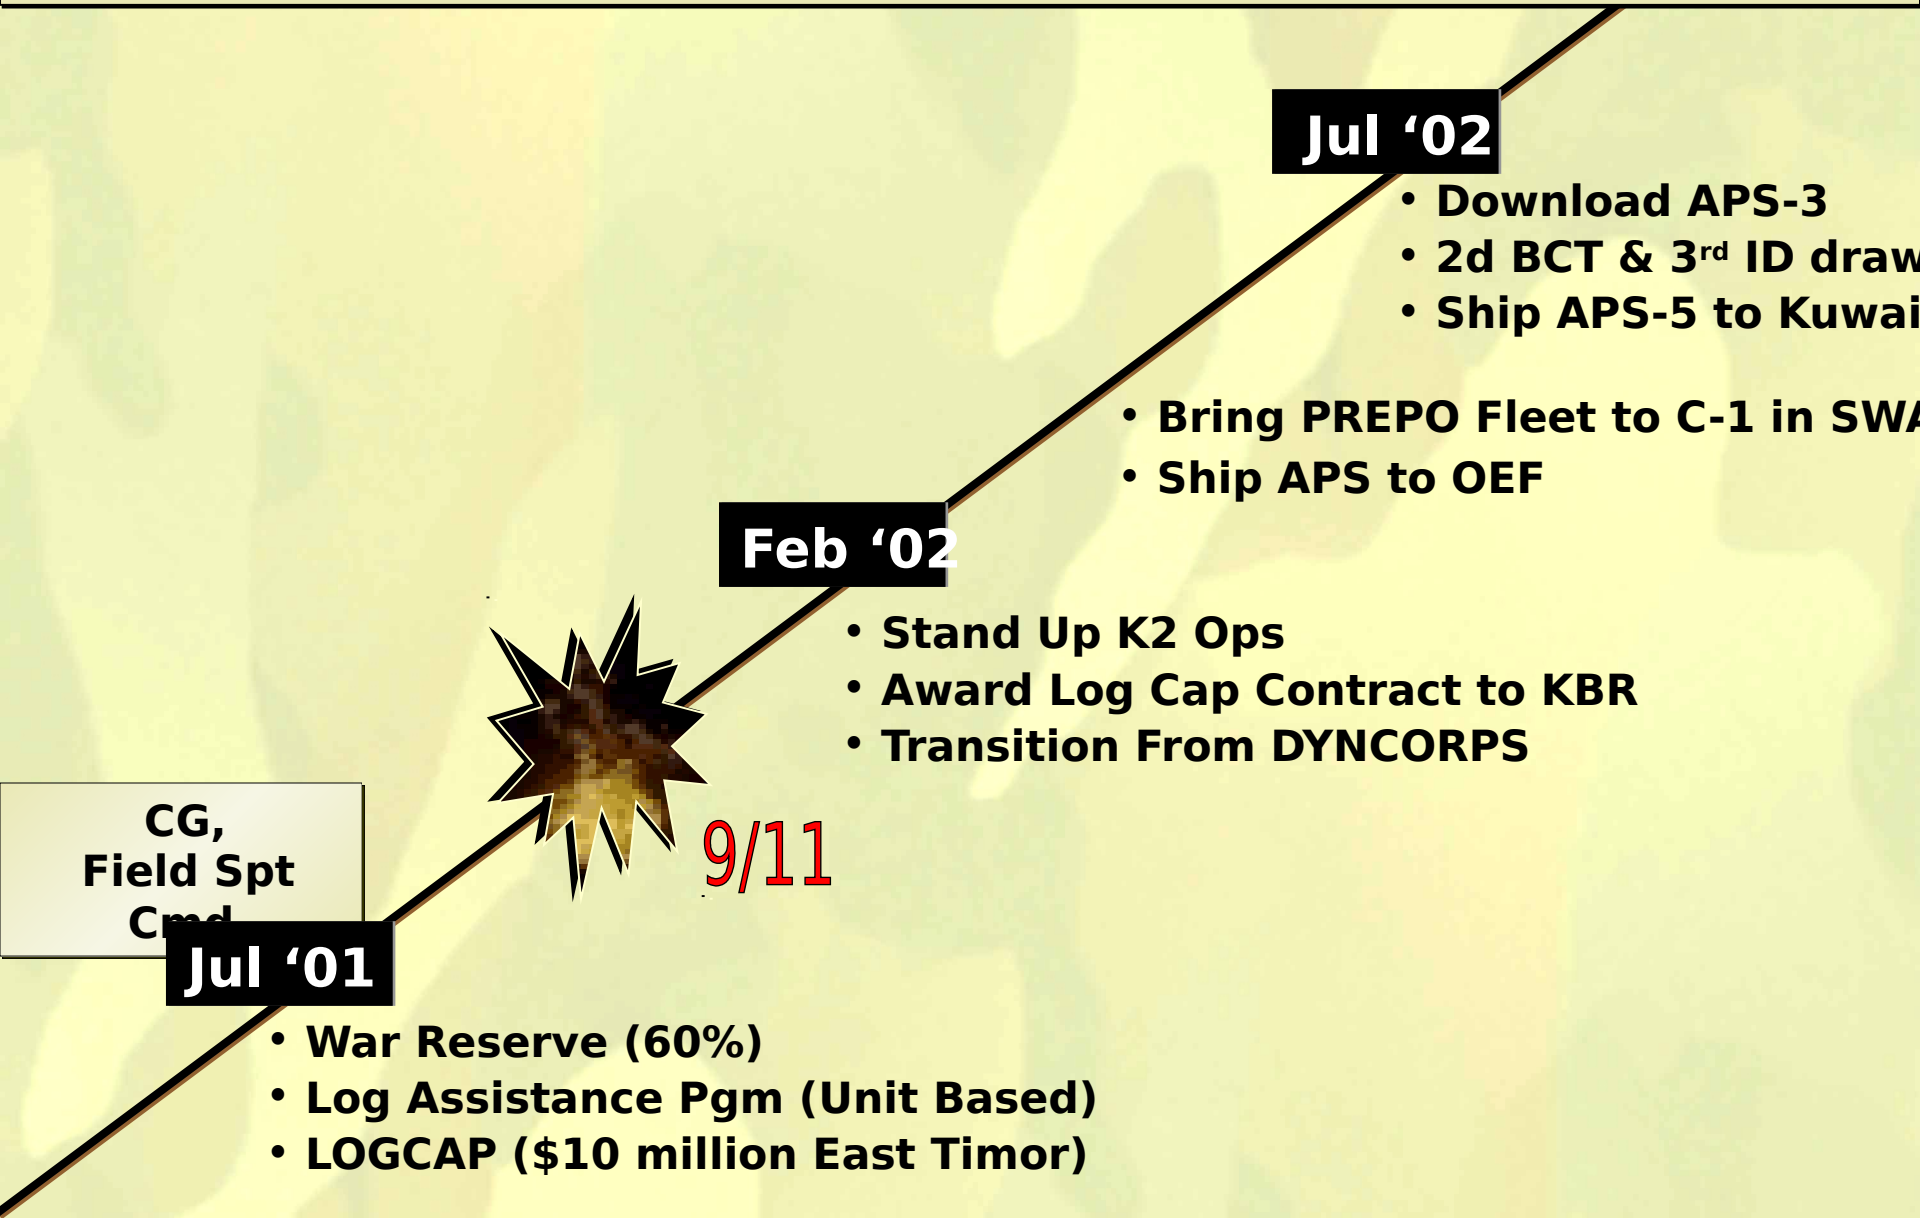 Jul ‘02
• Download APS-3
• 2d BCT & 3rd ID draw
• Ship APS-5 to Kuwai
• Bring PREPO Fleet to C-1 in SWA
• Ship APS to OEF
Feb ‘02
• Stand Up K2 Ops
• Award Log Cap Contract to KBR
• Transition From DYNCORPS
9/11
CG,
Field Spt
Cmd
Jul ‘01
• War Reserve (60%)
• Log Assistance Pgm (Unit Based)
• LOGCAP ($10 million East Timor)